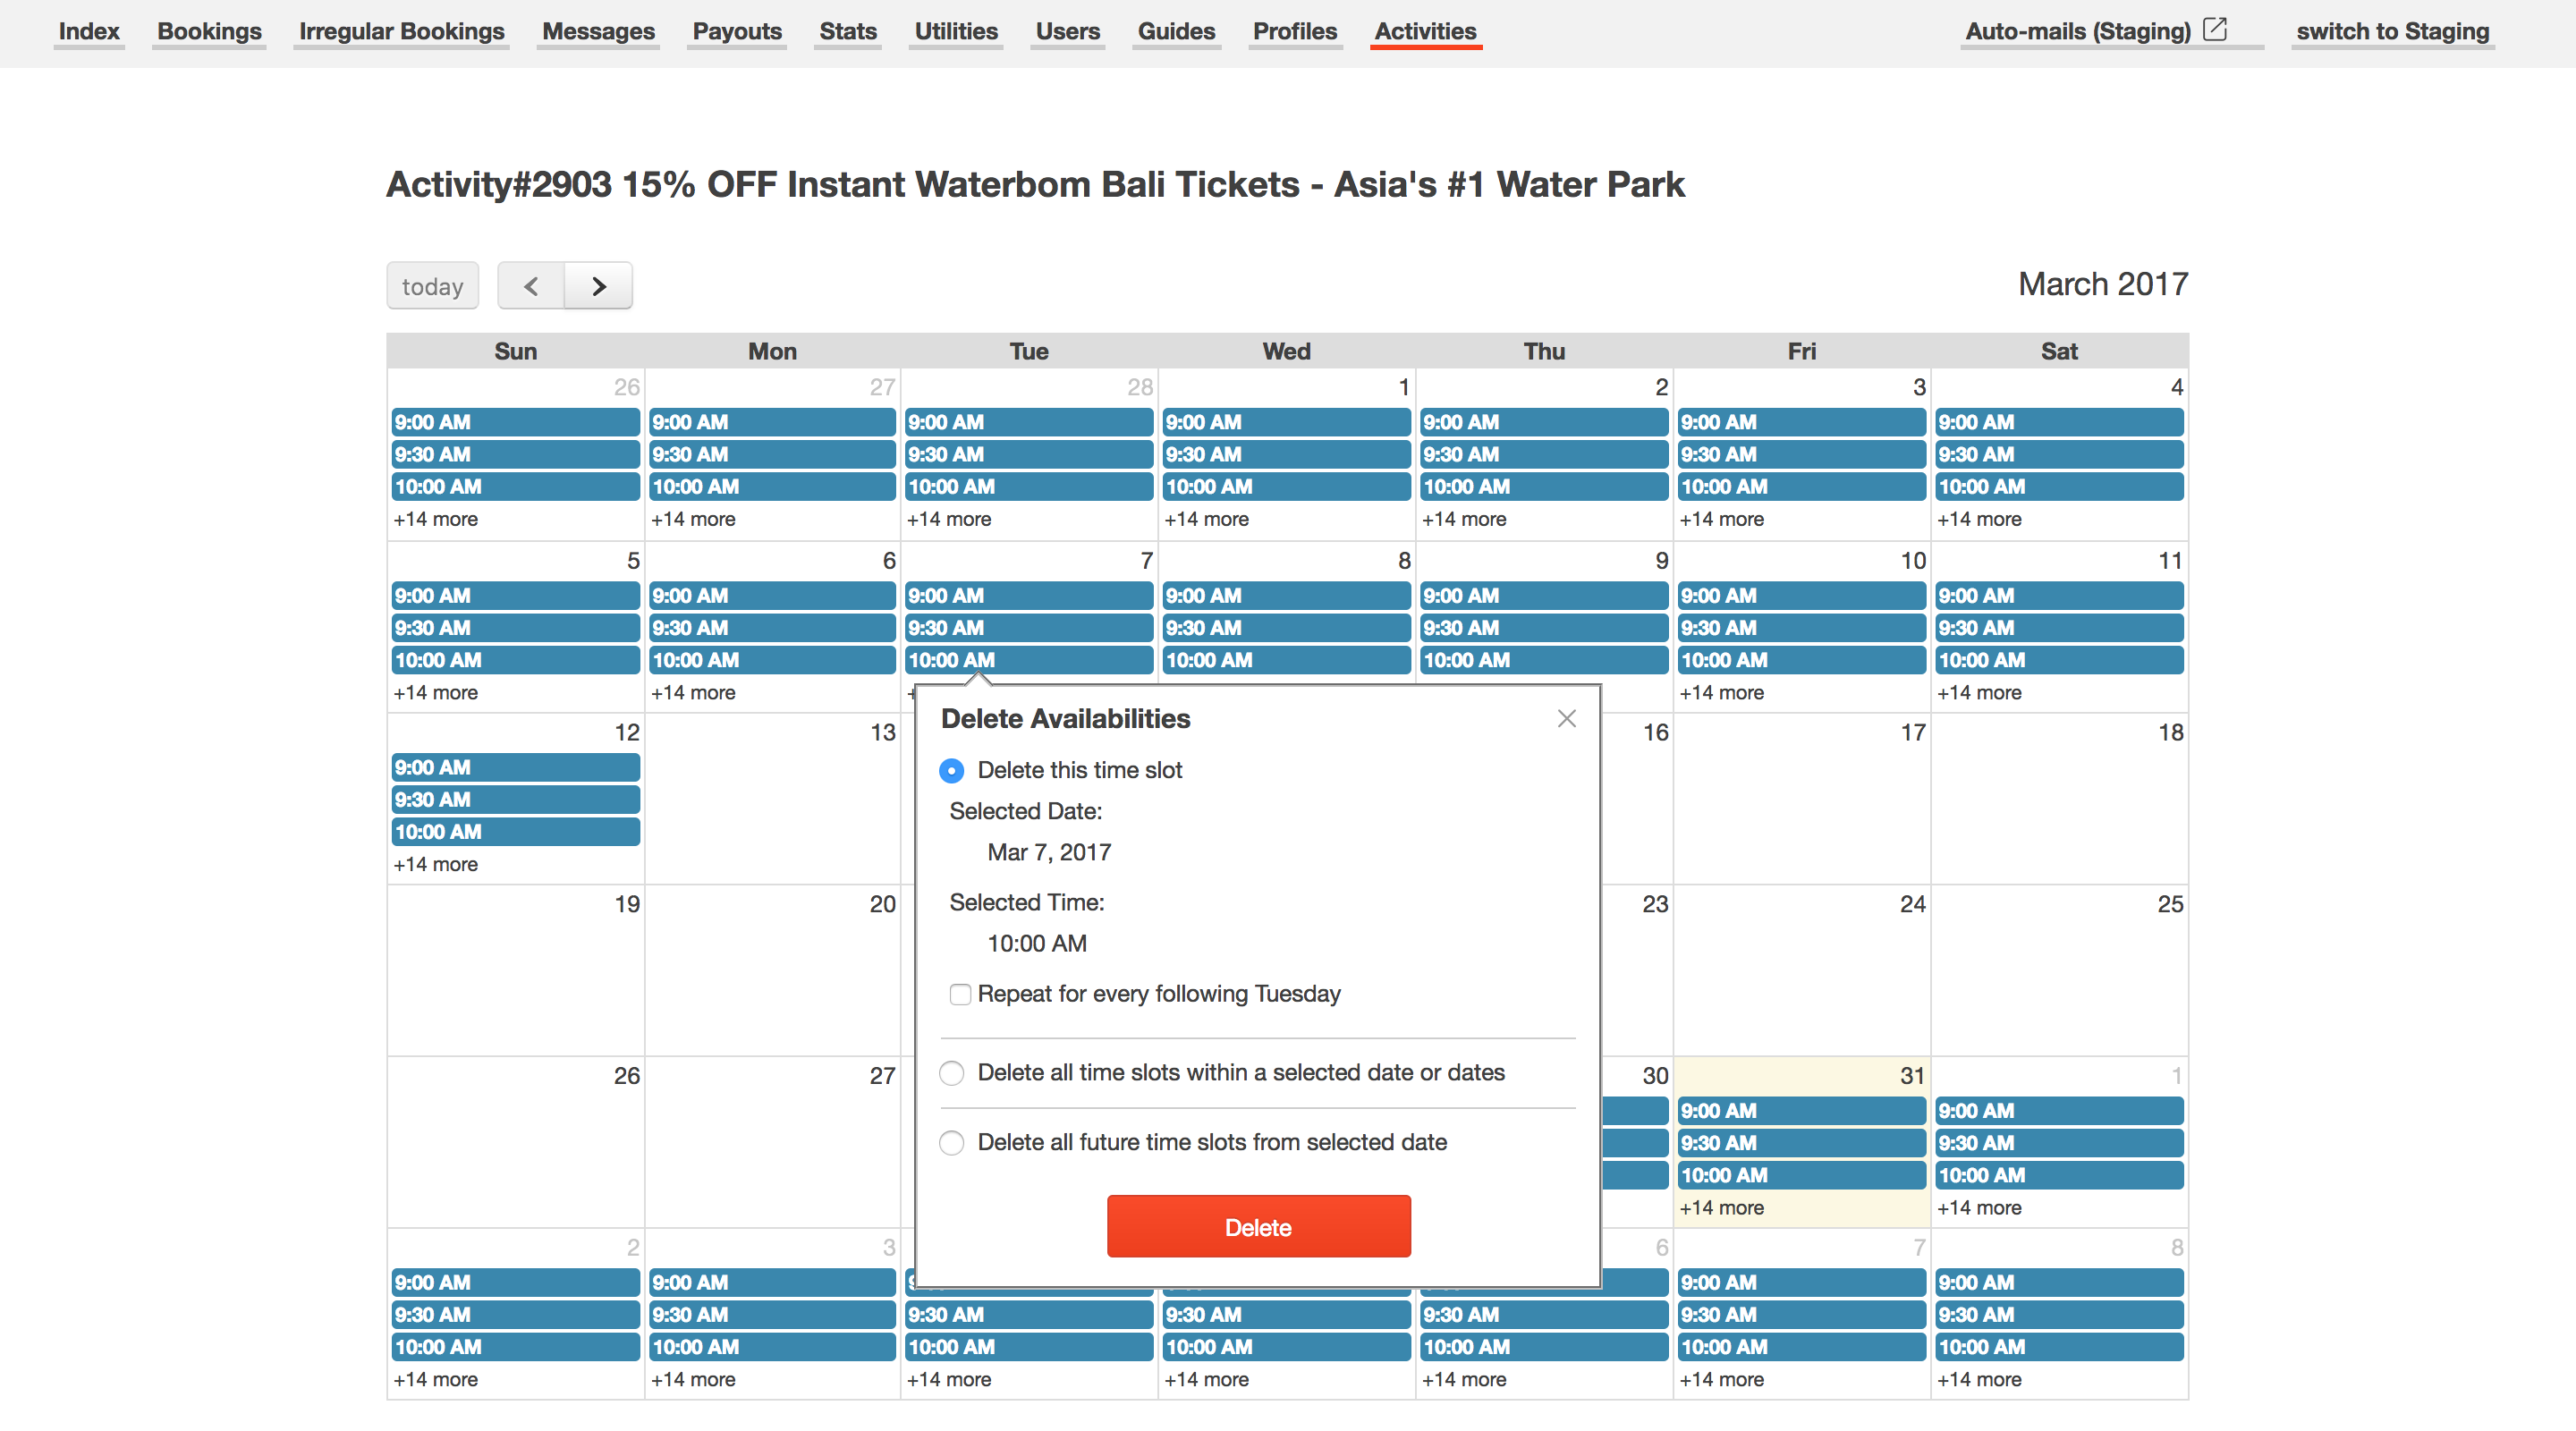 Index Bookings Irregular Bookings Messages Payouts Stats Utilities Users Guides Profiles Activities Auto-mails (Staging) switch to Staging
Activity#2903 15% OFF Instant Waterbom Bali Tickets - Asia's #1 Water Park
today March 2017
Sun Mon Tue Wed Thu Fri Sat
26 27 28 1 2 3 4
9:00 AM 9:00 AM 9:00 AM 9:00 AM 9:00 AM 9:00 AM 9:00 AM
9:30 AM 9:30 AM 9:30 AM 9:30 AM 9:30 AM 9:30 AM 9:30 AM
10:00 AM 10:00 AM 10:00 AM 10:00 AM 10:00 AM 10:00 AM 10:00 AM
+14 more +14 more +14 more +14 more +14 more +14 more +14 more
5 6 7 8 9 10 11
9:00 AM 9:00 AM 9:00 AM 9:00 AM 9:00 AM 9:00 AM 9:00 AM
9:30 AM 9:30 AM 9:30 AM 9:30 AM 9:30 AM 9:30 AM 9:30 AM
10:00 AM 10:00 AM 10:00 AM 10:00 AM 10:00 AM 10:00 AM 10:00 AM
+14 more +14 more +14 more +14 more
12 13 16 17 18
9:00 AM
9:30 AM
10:00 AM
+14 more
19 20 23 24 25
26 27 30 31 1
9:00 AM 9:00 AM
9:30 AM 9:30 AM
10:00 AM 10:00 AM
+14 more +14 more
Delete Availabilities
Delete this time slot
Selected Date:
Mar 7, 2017
Selected Time:
10:00 AM
Repeat for every following Tuesday
Delete all time slots within a selected date or dates
Delete all future time slots from selected date
Delete
2 3 6 7 8
9:00 AM 9:00 AM 9:00 AM 9:00 AM
9:30 AM 9:30 AM 9:30 AM 9:30 AM 9:30 AM 9:30 AM 9:30 AM
10:00 AM 10:00 AM 10:00 AM 10:00 AM 10:00 AM 10:00 AM 10:00 AM
+14 more +14 more +14 more +14 more +14 more +14 more +14 more